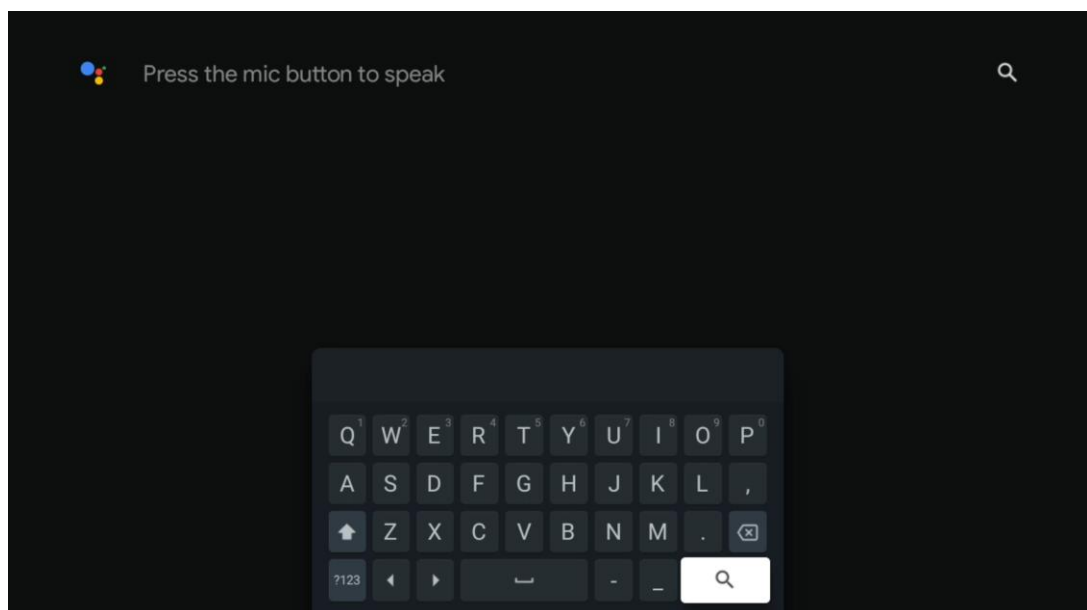 Press the mic button to speak
Q1 W2 E3 R4 T5 Y6 U7 I8 O9 P0
A S D F G H J K L ,
Z X C V B N M .
?123 - _